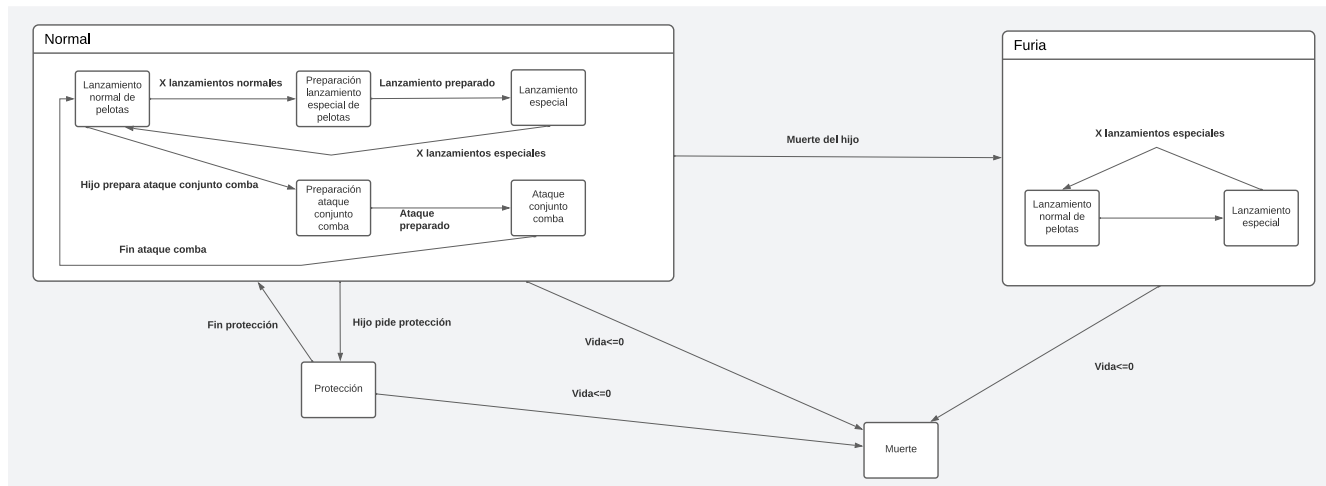 Normal
Furia
Lanzamiento
normal de
pelotas
X lanzamientos normales
Preparación
lanzamiento
especial de
pelotas
Lanzamiento preparado
Lanzamiento
especial
X lanzamientos especiales
Hijo prepara ataque conjunto comba
Preparación
ataque
conjunto
comba
Ataque
preparado
Ataque
conjunto
comba
Fin ataque comba
Muerte del hijo
X lanzamientos especiales
Lanzamiento
normal de
pelotas
Lanzamiento
especial
Fin protección
Hijo pide protección
Vida<=0
Vida<=0
Vida<=0
Protección
Muerte